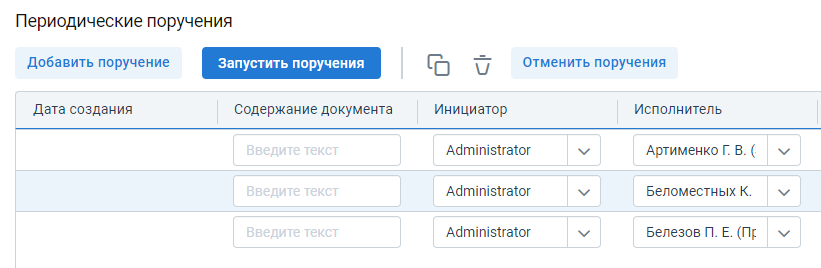 Периодические поручения
Добавить поручение Запустить поручения Отменить поручения
Дата создания Содержание документа Инициатор Исполнитель
Введите текст Administrator Артименко Г. В. (
Введите текст Administrator Беломестных К.
Введите текст Administrator Белезов П. Е. (Пр